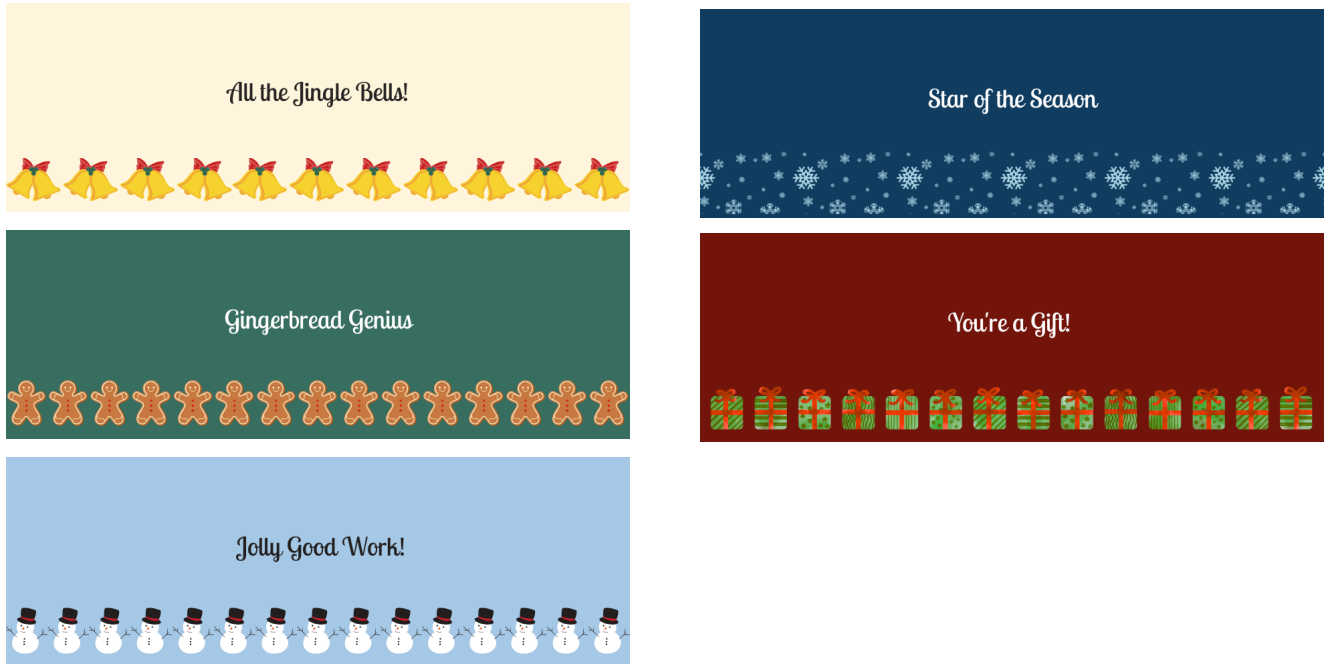 All the Jingle Bells!
Star of the Season
Gingerbread Genius
You're a Gift!
Jolly Good Work!